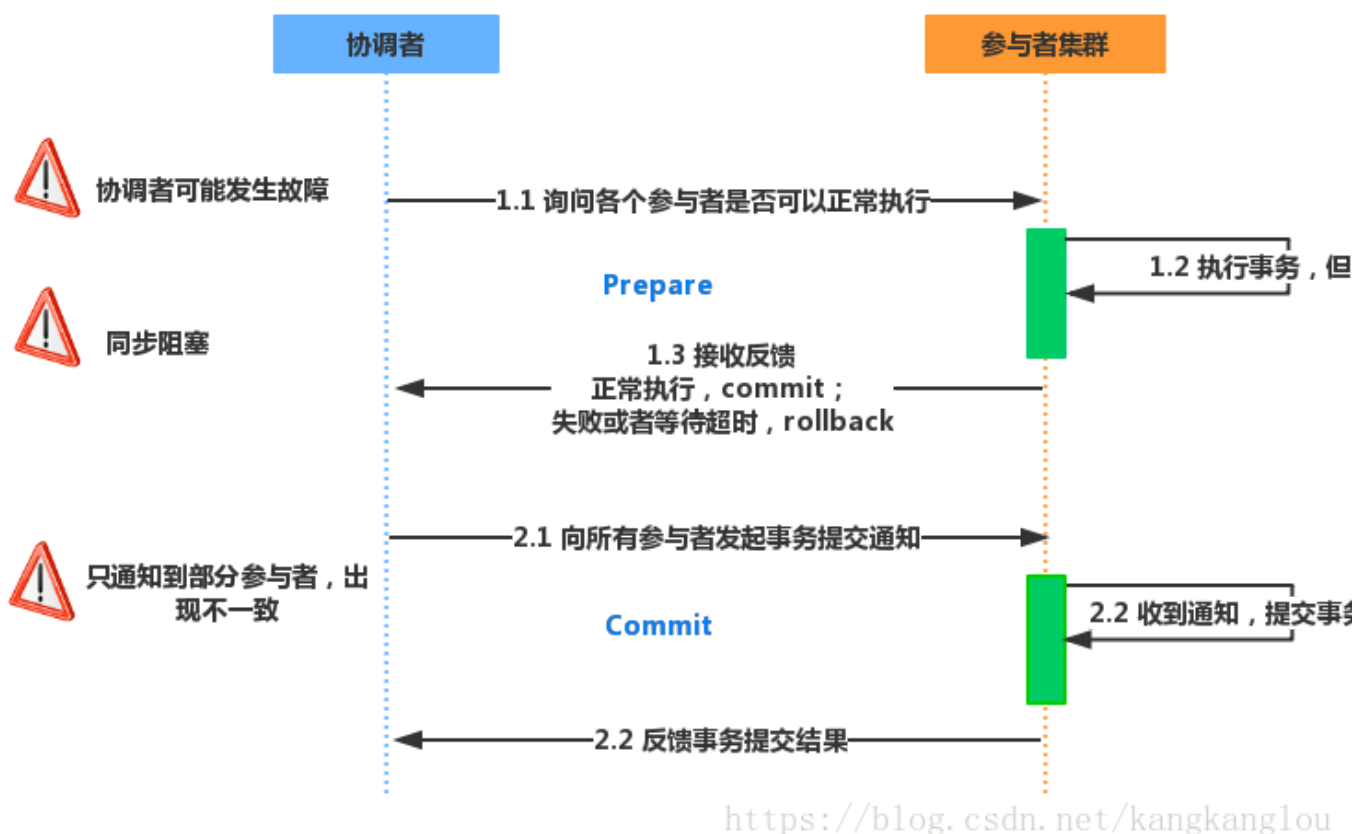 协调者
参与者集群
协调者可能发生故障
1.1 询问各个参与者是否可以正常执行
1.2 执行事务，但
Prepare
同步阻塞
1.3 接收反馈
正常执行，commit；
失败或者等待超时，rollback
2.1 向所有参与者发起事务提交通知
只通知到部分参与者，出
现不一致
2.2 收到通知，提交事务
Commit
2.2 反馈事务提交结果
https://blog.csdn.net/kangkanglou